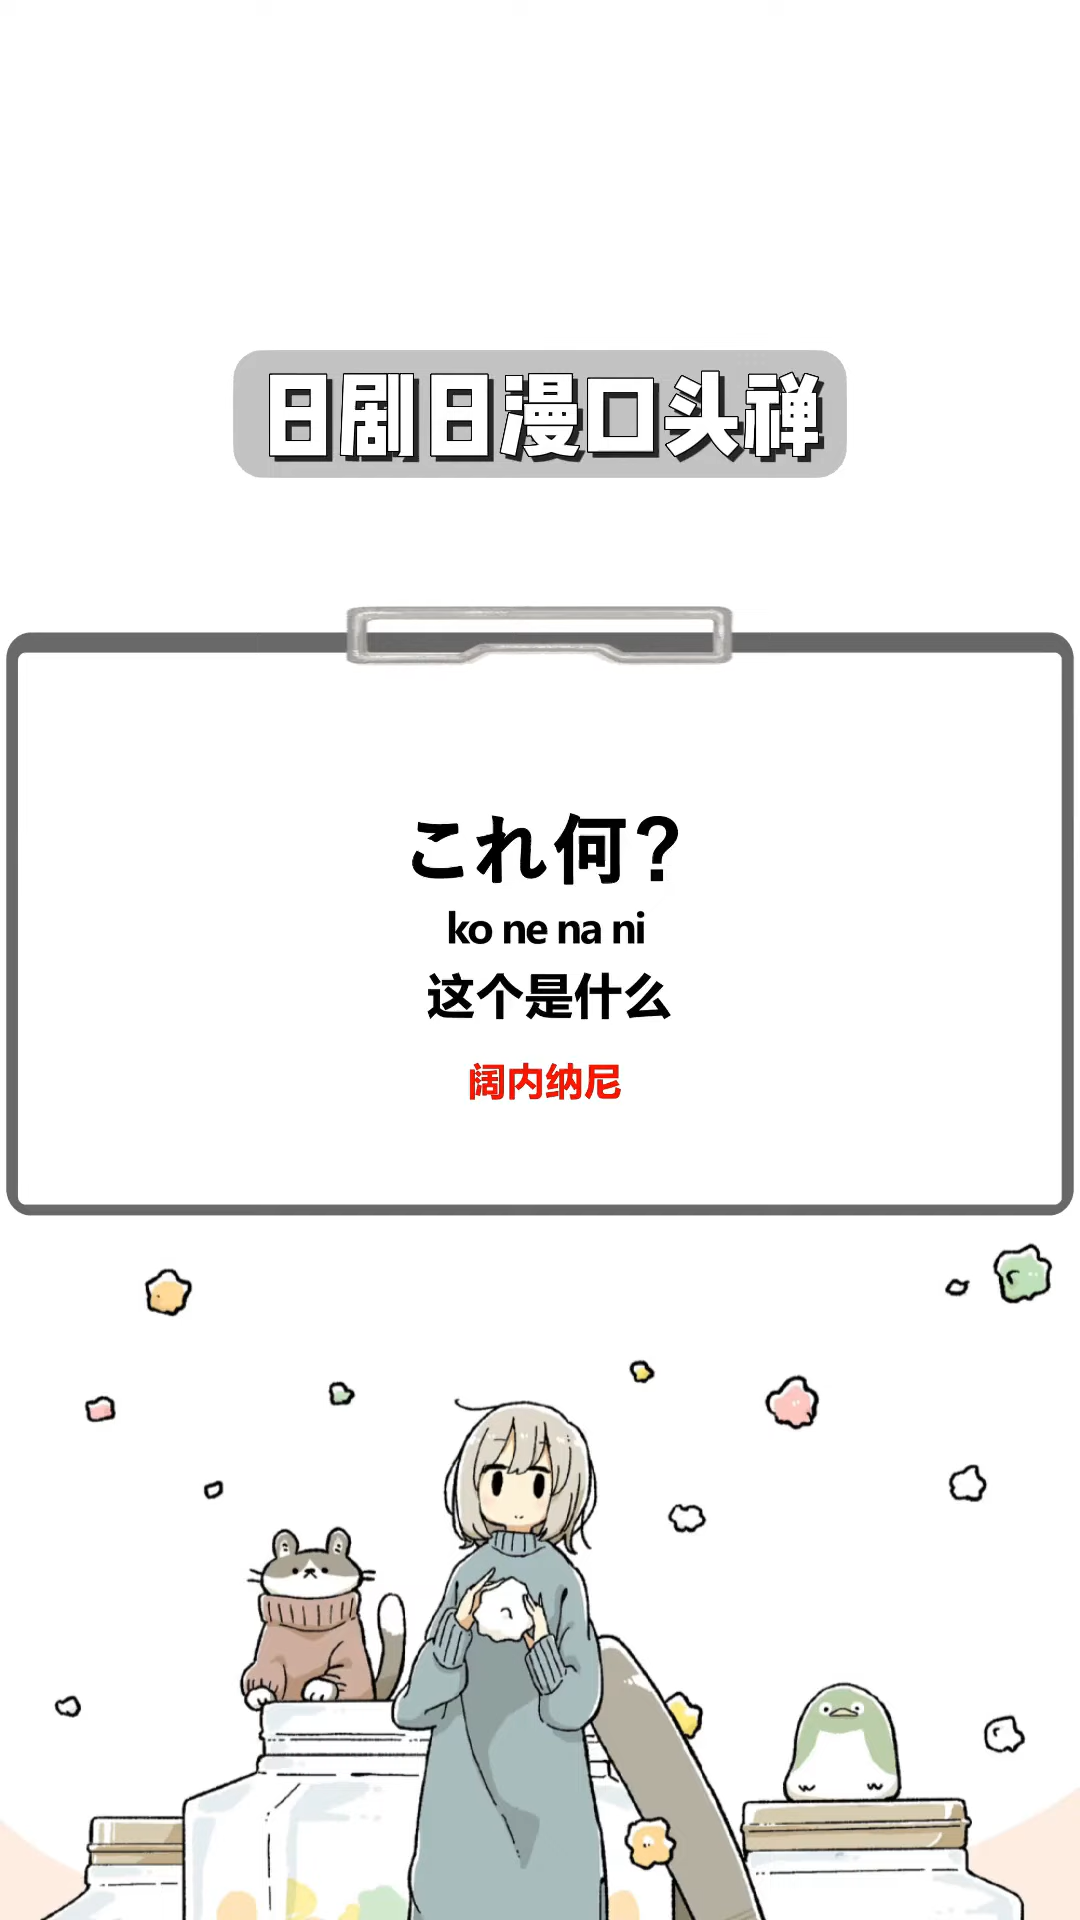 日剧日漫口头禅
これ何？
ko ne na ni
这个是什么
阔内纳尼